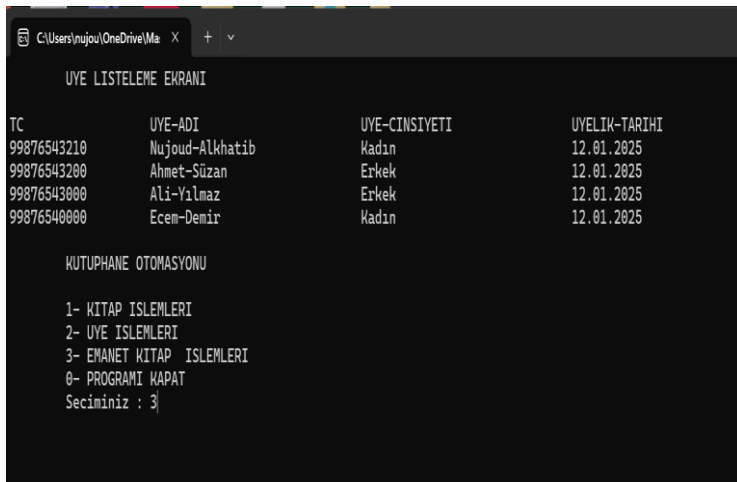 C:\Users\nujou\OneDrive\Ma:
UYE LISTELEME EKRANI
TC UYE-ADI UYE-CINSIYETI UYELIK-TARIHI
99876543210 Nujoud-Alkhatib Kadın 12.01.2025
99876543200 Ahmet-Süzan Erkek 12.01.2025
99876543000 Ali-Yılmaz Erkek 12.01.2025
99876540000 Ecem-Demir Kadın 12.01.2025
KUTUPHANE OTOMASYONU
1- KITAP ISLEMLERI
2- UYE ISLEMLERI
3- EMANET KITAP ISLEMLERI
0- PROGRAMI KAPAT
Seciminiz : 3